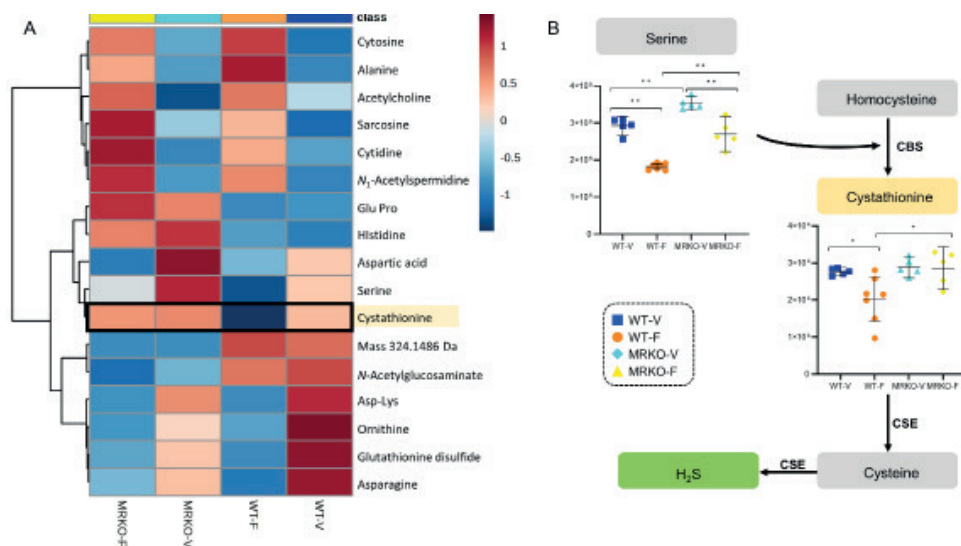 A
class
Cytosine
Alanine
Acetylcholine
Sarcosine
Cytidine
N₁-Acetylspermidine
Glu Pro
HIstidine
Aspartic acid
Serine
Cystathionine
Mass 324.1486 Da
N-Acetylglucosaminate
Asp-Lys
Ornithine
Glutathione disulfide
Asparagine
MRKO-F
MRKO-V
WT-F
WT-V
1
0.5
0
-0.5
-1
B
Serine
**
**
**
**
WT-V
WT-F
MRKO-V
MRKO-F
Homocysteine
CBS
Cystathionine
*
*
WT-V
WT-F
MRKO-V
MRKO-F
WT-V
WT-F
MRKO-V
MRKO-F
CSE
Cysteine
CSE
H₂S